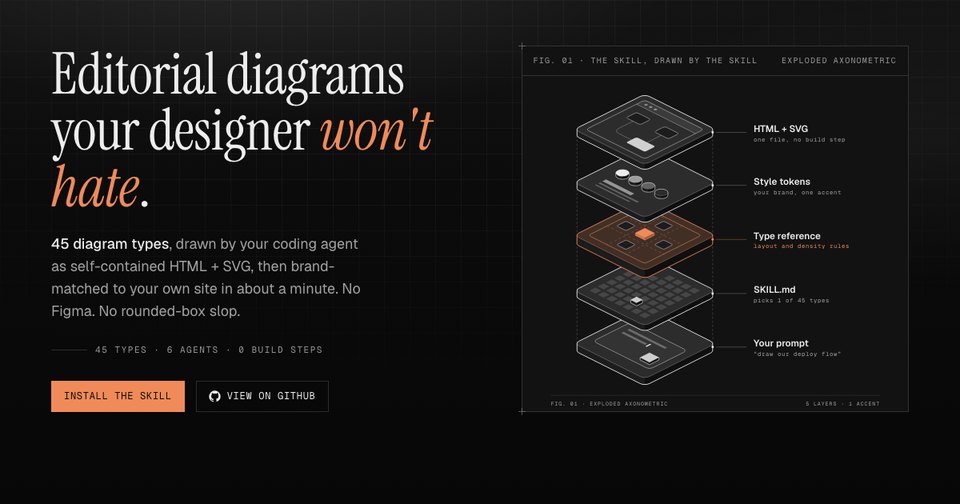 Editorial diagrams
your designer won't
hate.
45 diagram types, drawn by your coding agent
as self-contained HTML + SVG, then brand-
matched to your own site in about a minute. No
Figma. No rounded-box slop.
45 TYPES · 6 AGENTS · 0 BUILD STEPS
INSTALL THE SKILL
VIEW ON GITHUB
FIG. 01 · THE SKILL, DRAWN BY THE SKILL
EXPLODED AXONOMETRIC
HTML + SVG
one file, no build step
Style tokens
your brand, one accent
Type reference
layout and density rules
SKILL.md
picks 1 of 45 types
Your prompt
"draw our deploy flow"
FIG. 01 · EXPLODED AXONOMETRIC
5 LAYERS · 1 ACCENT